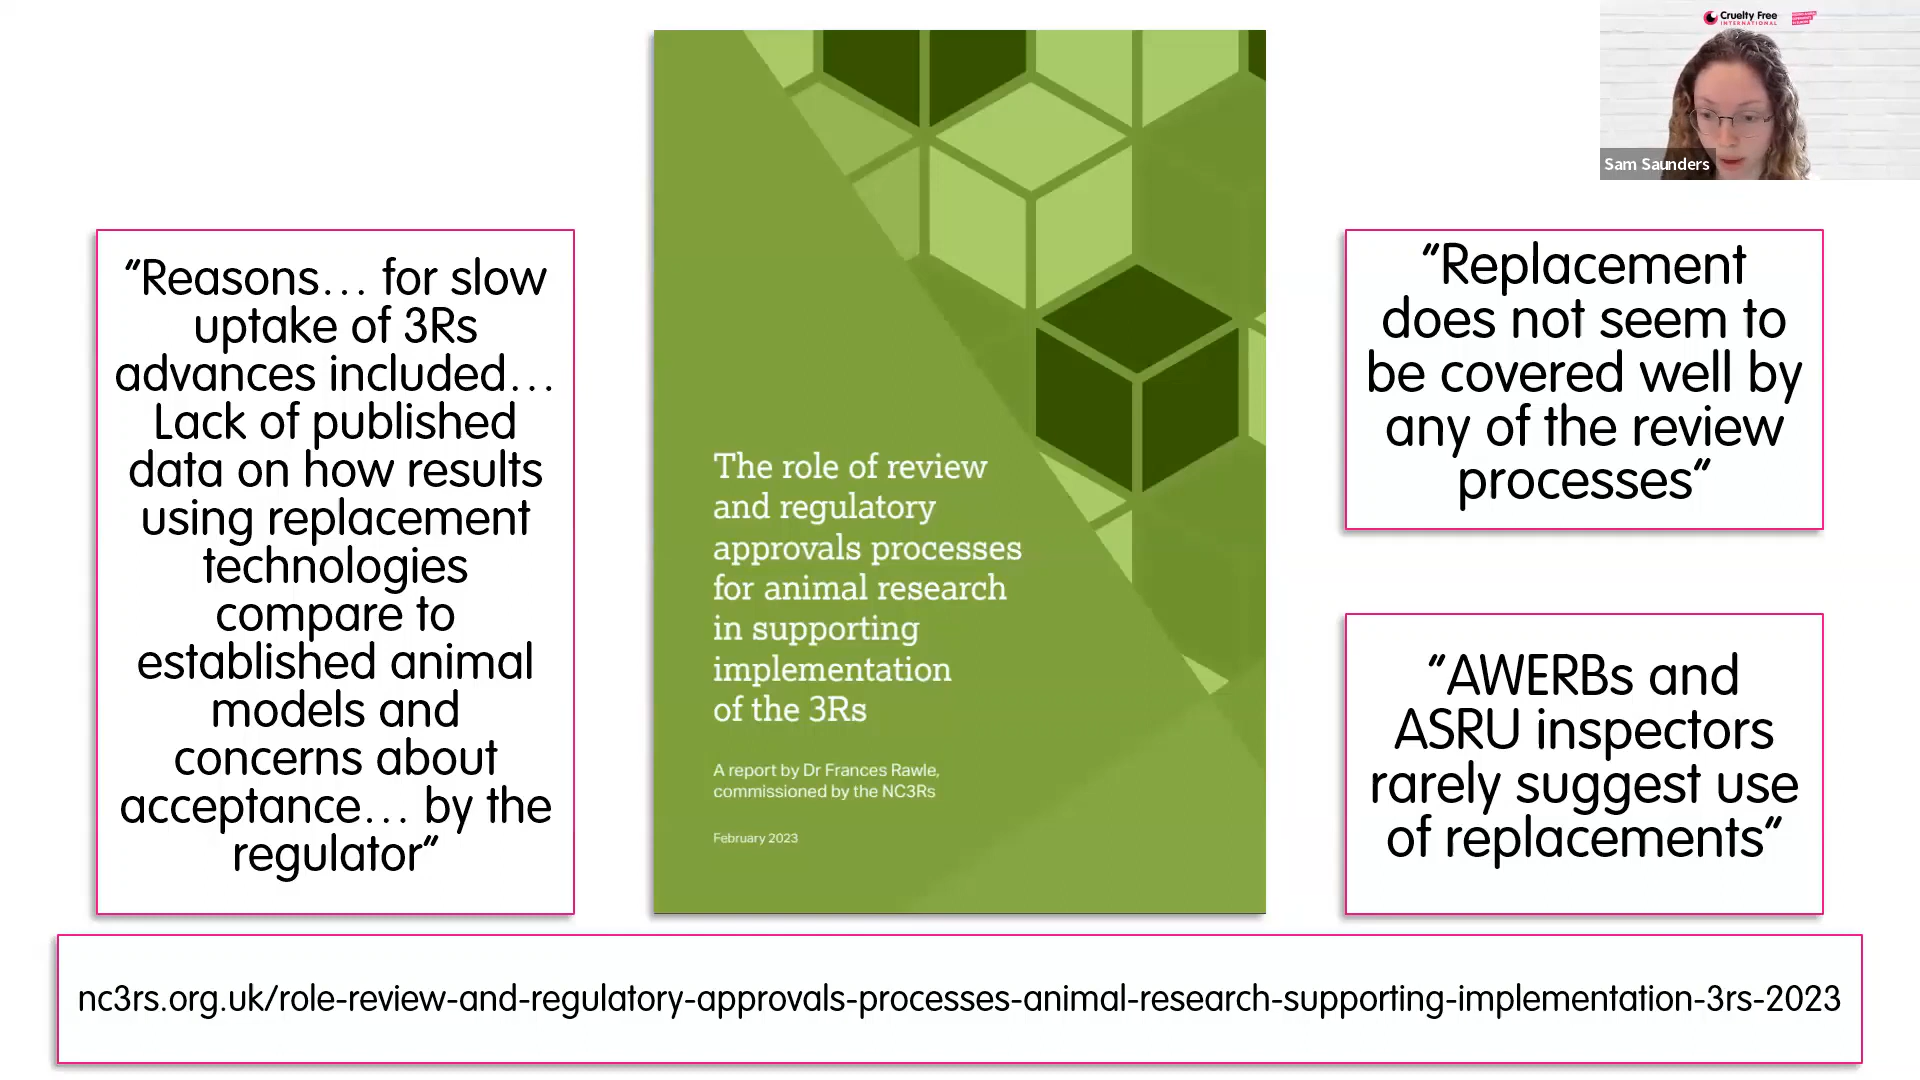 Cruelty Free
INTERNATIONAL
Sam Saunders
“Reasons... for slow
uptake of 3Rs
advances included...
Lack of published
data on how results
using replacement
technologies
compare to
established animal
models and
concerns about
acceptance... by the
regulator”
The role of review
and regulatory
approvals processes
for animal research
in supporting
implementation
of the 3Rs
A report by Dr Frances Rawle,
commissioned by the NC3Rs
February 2023
“Replacement
does not seem to
be covered well by
any of the review
processes”
“AWERBs and
ASRU inspectors
rarely suggest use
of replacements”
nc3rs.org.uk/role-review-and-regulatory-approvals-processes-animal-research-supporting-implementation-3rs-2023